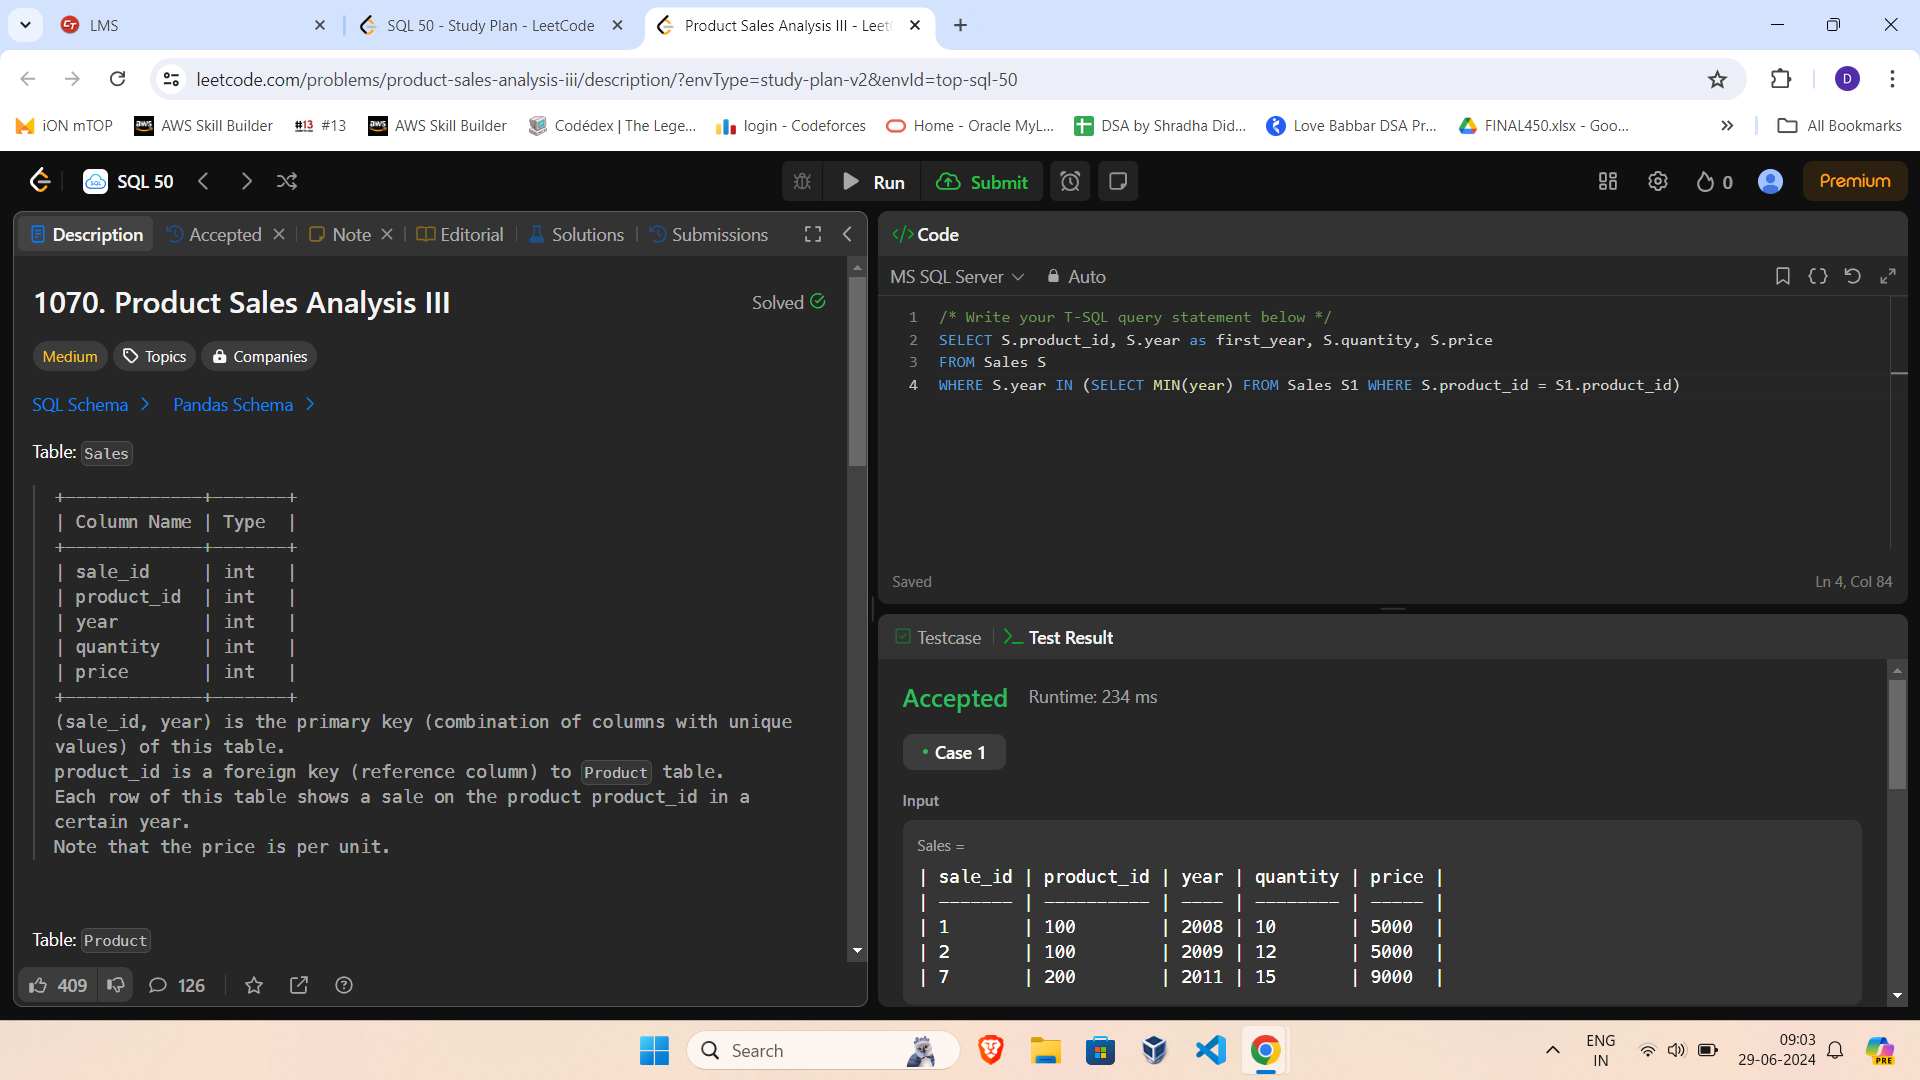 LMS
SQL 50 - Study Plan - LeetCode
Product Sales Analysis III - Leet
leetcode.com/problems/product-sales-analysis-iii/description/?envType=study-plan-v2&envId=top-sql-50
D
iON mTOP
AWS Skill Builder
#13 #13
AWS Skill Builder
Codédex | The Lege...
login - Codeforces
Home - Oracle MyL...
DSA by Shradha Did...
Love Babbar DSA Pr...
FINAL450.xlsx - Goo...
All Bookmarks
SQL 50
Run
Submit
0
Premium
Description
Accepted
Note
Editorial
Solutions
Submissions
1070. Product Sales Analysis III
Solved
Medium
Topics
Companies
SQL Schema
Pandas Schema
Table: Sales
+-------------+-------+
| Column Name | Type  |
+-------------+-------+
| sale_id     | int   |
| product_id  | int   |
| year        | int   |
| quantity    | int   |
| price       | int   |
+-------------+-------+
(sale_id, year) is the primary key (combination of columns with unique
values) of this table.
product_id is a foreign key (reference column) to Product table.
Each row of this table shows a sale on the product product_id in a
certain year.
Note that the price is per unit.
Table: Product
409
126
</> Code
MS SQL Server
Auto
1 /* Write your T-SQL query statement below */
2 SELECT S.product_id, S.year as first_year, S.quantity, S.price
3 FROM Sales S
4 WHERE S.year IN (SELECT MIN(year) FROM Sales S1 WHERE S.product_id = S1.product_id)
Saved
Ln 4, Col 84
Testcase
Test Result
Accepted
Runtime: 234 ms
Case 1
Input
Sales =
| sale_id | product_id | year | quantity | price |
| ------- | ---------- | ---- | -------- | ----- |
| 1       | 100        | 2008 | 10       | 5000  |
| 2       | 100        | 2009 | 12       | 5000  |
| 7       | 200        | 2011 | 15       | 9000  |
Search
ENG
IN
09:03
29-06-2024
PRE